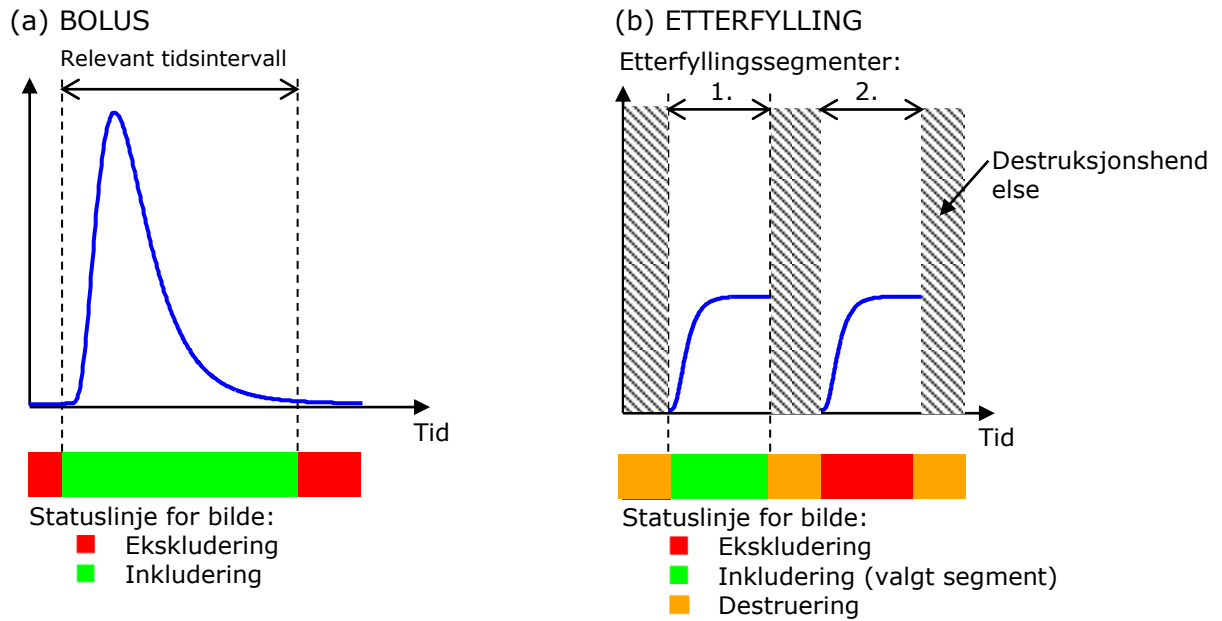 (a) BOLUS
Relevant tidsintervall
Tid
Statuslinje for bilde:
Ekskludering
Inkludering
(b) ETTERFYLLING
Etterfyllingssegmenter:
1.
2.
Destruksjonshend
else
Tid
Statuslinje for bilde:
Ekskludering
Inkludering (valgt segment)
Destruering